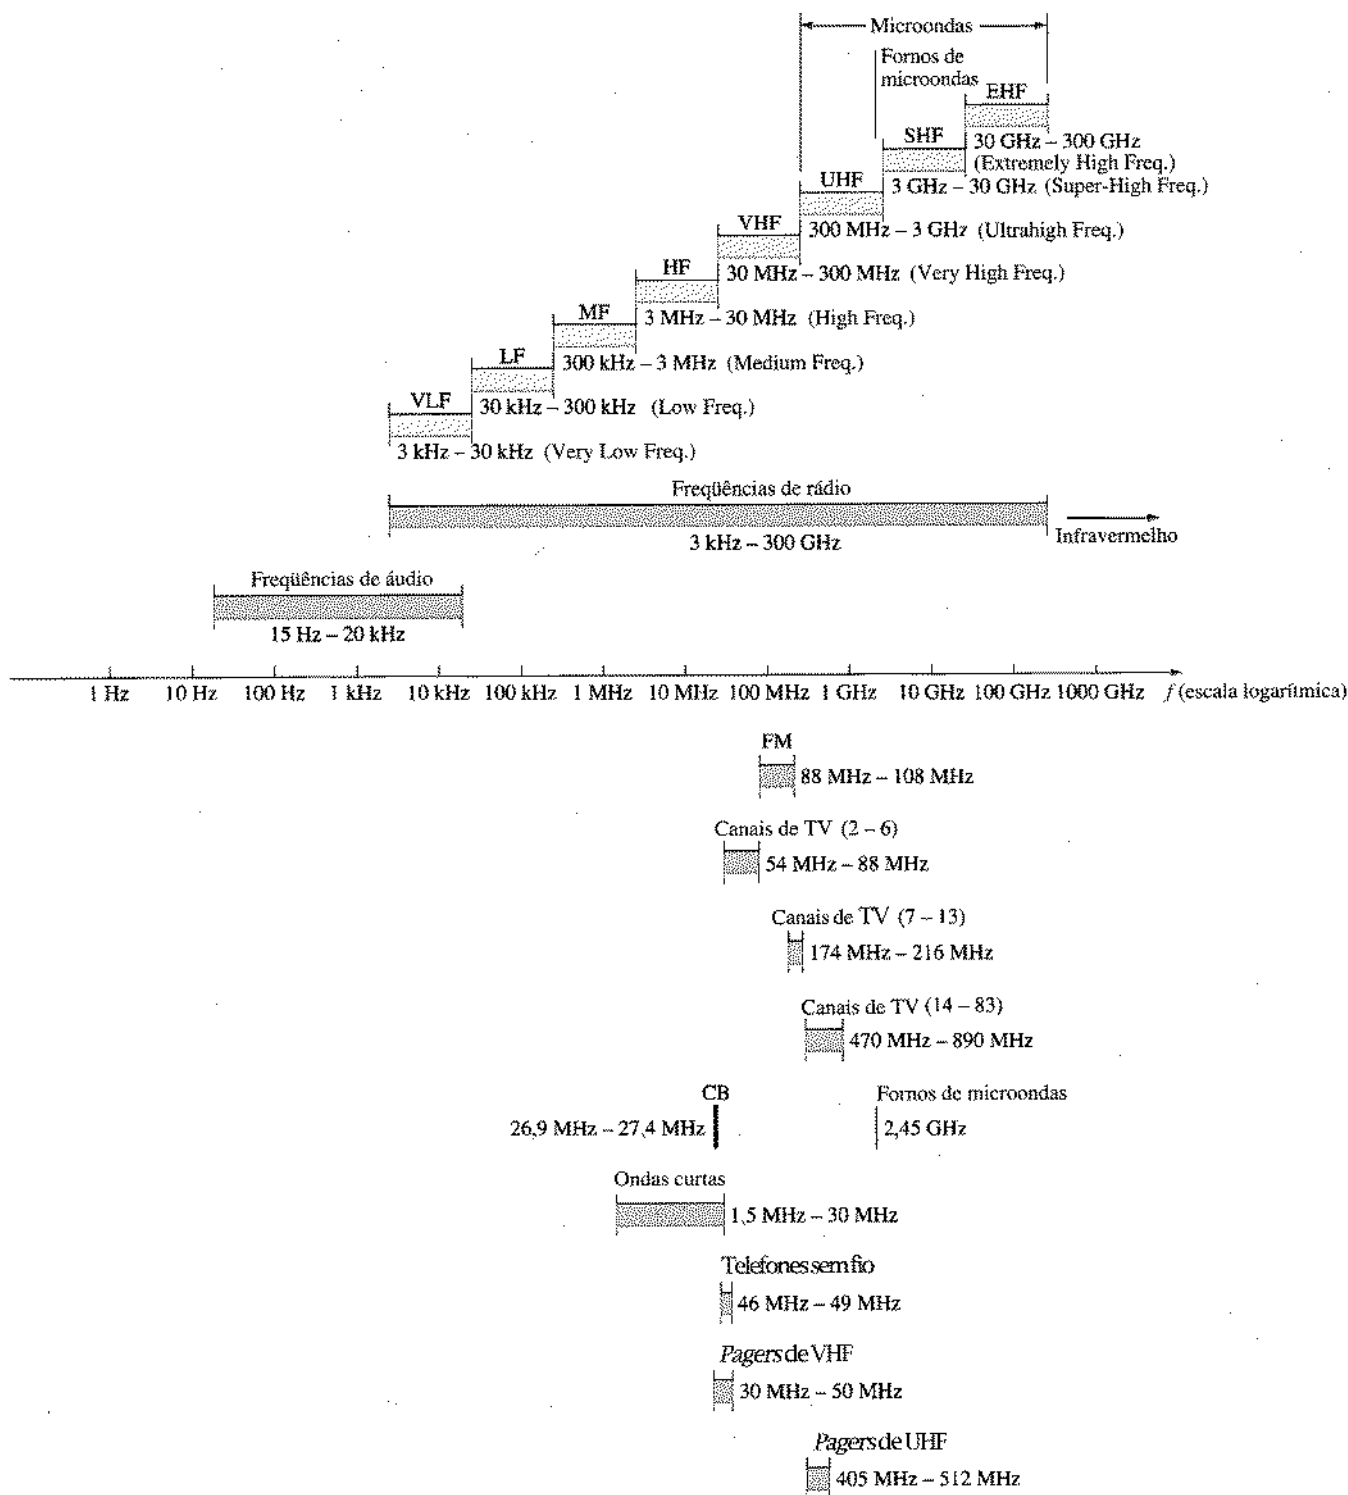 Microondas
Fornos de
microondas
EHF
30 GHz – 300 GHz
(Extremely High Freq.)
SHF
3 GHz – 30 GHz (Super-High Freq.)
UHF
300 MHz – 3 GHz (Ultrahigh Freq.)
VHF
30 MHz – 300 MHz (Very High Freq.)
HF
3 MHz – 30 MHz (High Freq.)
MF
300 kHz – 3 MHz (Medium Freq.)
LF
30 kHz – 300 kHz (Low Freq.)
VLF
3 kHz – 30 kHz (Very Low Freq.)
Freqüências de rádio
3 kHz – 300 GHz
Infravermelho
Freqüências de áudio
15 Hz – 20 kHz
1 Hz 10 Hz 100 Hz 1 kHz 10 kHz 100 kHz 1 MHz 10 MHz 100 MHz 1 GHz 10 GHz 100 GHz 1000 GHz f (escala logarítmica)
FM
88 MHz – 108 MHz
Canais de TV (2 – 6)
54 MHz – 88 MHz
Canais de TV (7 – 13)
174 MHz – 216 MHz
Canais de TV (14 – 83)
470 MHz – 890 MHz
CB
26,9 MHz – 27,4 MHz
Fornos de microondas
2,45 GHz
Ondas curtas
1,5 MHz – 30 MHz
Telefones sem fio
46 MHz – 49 MHz
Pagers de VHF
30 MHz – 50 MHz
Pagers de UHF
405 MHz – 512 MHz